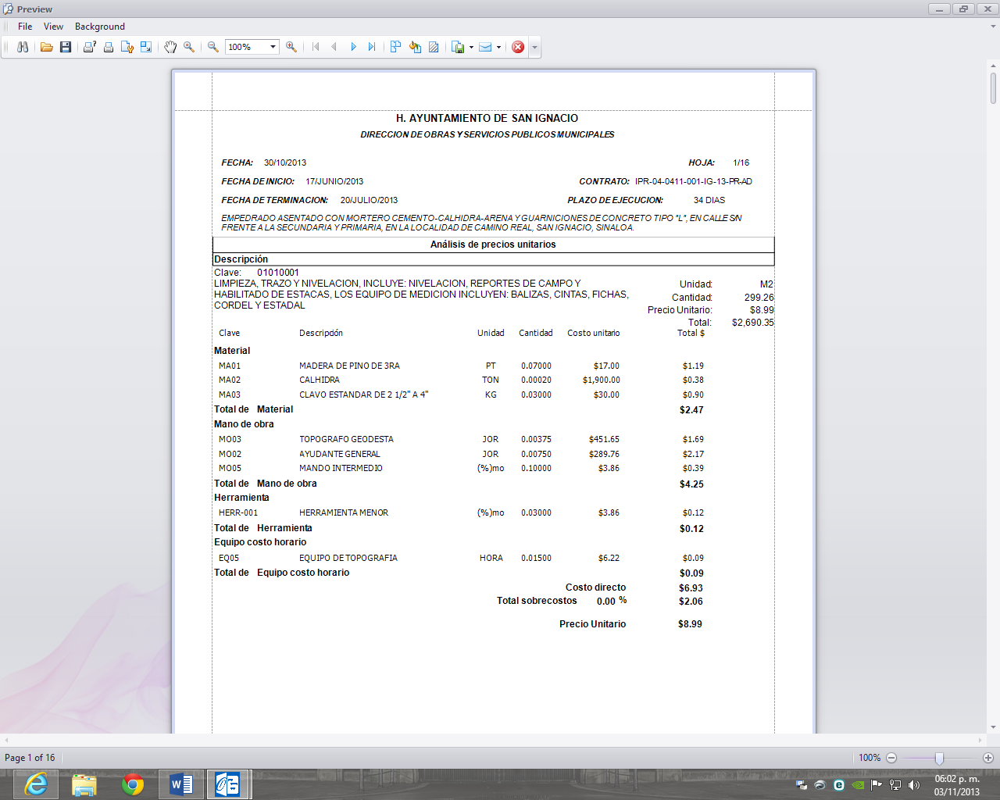 Preview
File View Background
100%
H. AYUNTAMIENTO DE SAN IGNACIO
DIRECCION DE OBRAS Y SERVICIOS PUBLICOS MUNICIPALES
FECHA: 30/10/2013 HOJA: 1/16
FECHA DE INICIO: 17/JUNIO/2013 CONTRATO: IPR-04-0411-001-IG-13-PR-AD
FECHA DE TERMINACION: 20/JULIO/2013 PLAZO DE EJECUCION: 34 DIAS
EMPEDRADO ASENTADO CON MORTERO CEMENTO-CALHIDRA-ARENA Y GUARNICIONES DE CONCRETO TIPO "L", EN CALLE S/N
FRENTE A LA SECUNDARIA Y PRIMARIA, EN LA LOCALIDAD DE CAMINO REAL, SAN IGNACIO, SINALOA.
Análisis de precios unitarios
Descripción
Clave: 01010001
LIMPIEZA, TRAZO Y NIVELACION, INCLUYE: NIVELACION, REPORTES DE CAMPO Y
HABILITADO DE ESTACAS, LOS EQUIPO DE MEDICION INCLUYEN: BALIZAS, CINTAS, FICHAS,
CORDEL Y ESTADAL
Unidad: M2
Cantidad: 299.26
Precio Unitario: $8.99
Total: $2,690.35
Clave Descripción Unidad Cantidad Costo unitario Total $
Material
MA01 MADERA DE PINO DE 3RA PT 0.07000 $17.00 $1.19
MA02 CALHIDRA TON 0.00020 $1,900.00 $0.38
MA03 CLAVO ESTANDAR DE 2 1/2" A 4" KG 0.03000 $30.00 $0.90
Total de Material $2.47
Mano de obra
MO03 TOPOGRAFO GEODESTA JOR 0.00375 $451.65 $1.69
MO02 AYUDANTE GENERAL JOR 0.00750 $289.76 $2.17
MO05 MANDO INTERMEDIO (%)mo 0.10000 $3.86 $0.39
Total de Mano de obra $4.25
Herramienta
HERR-001 HERRAMIENTA MENOR (%)mo 0.03000 $3.86 $0.12
Total de Herramienta $0.12
Equipo costo horario
EQ05 EQUIPO DE TOPOGRAFIA HORA 0.01500 $6.22 $0.09
Total de Equipo costo horario $0.09
Costo directo $6.93
Total sobrecostos 0.00 % $2.06
Precio Unitario $8.99
Page 1 of 16 100%
06:02 p. m.
03/11/2013